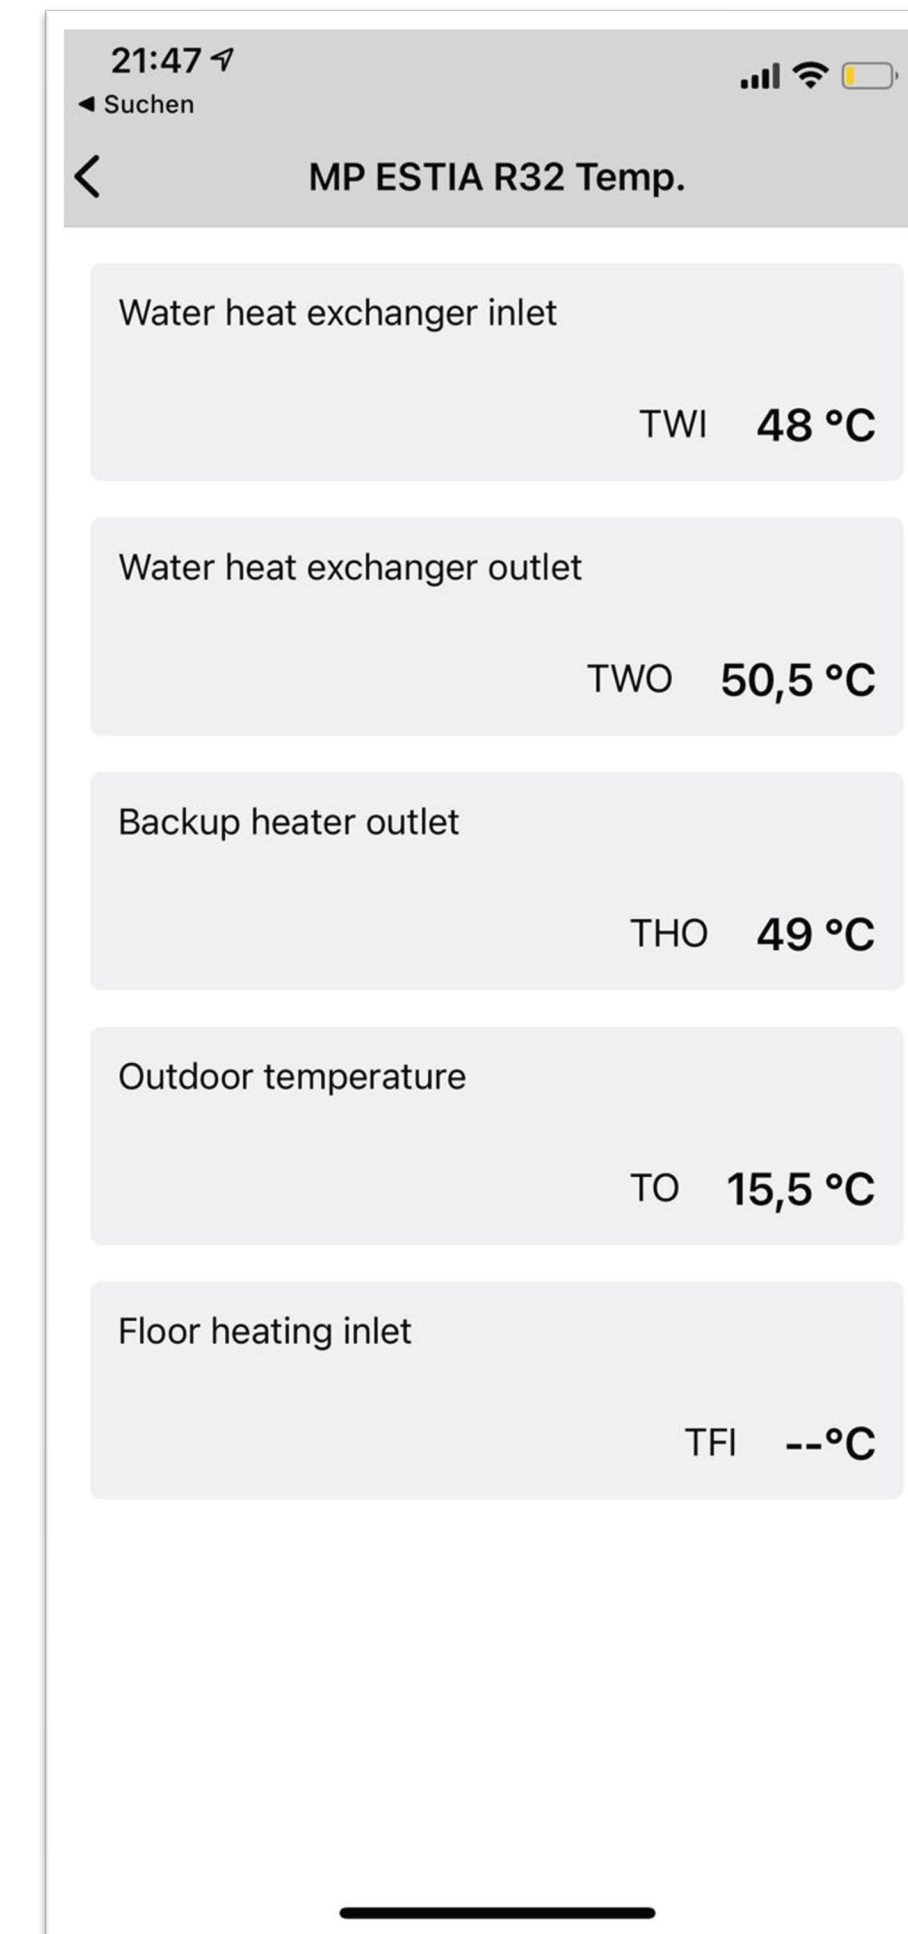 21:47
Suchen
MP ESTIA R32 Temp.
Water heat exchanger inlet
TWI 48 °C
Water heat exchanger outlet
TWO 50,5 °C
Backup heater outlet
THO 49 °C
Outdoor temperature
TO 15,5 °C
Floor heating inlet
TFI --°C